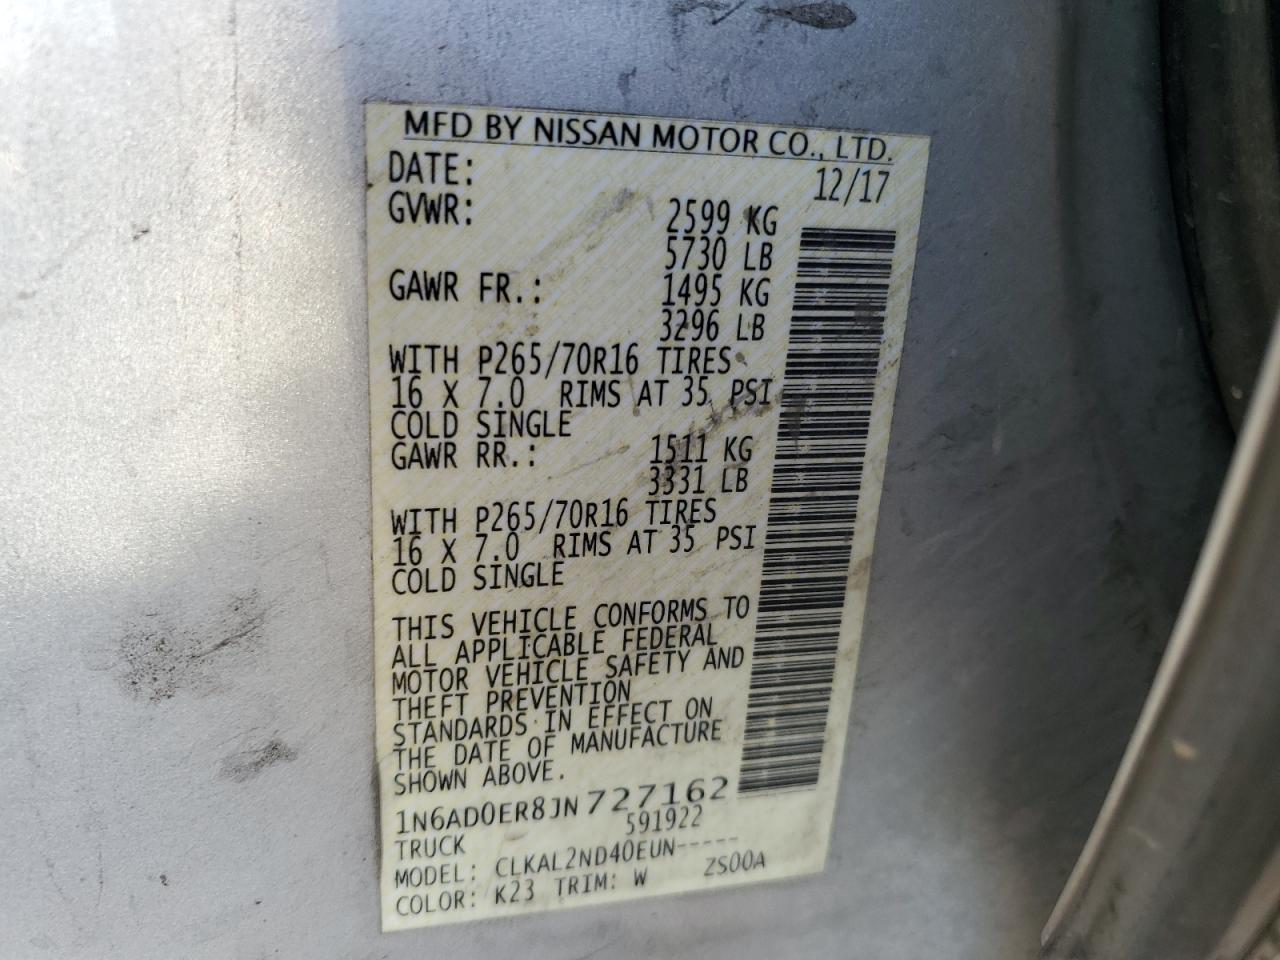 MFD BY NISSAN MOTOR CO., LTD.
DATE: 12/17
GVWR: 2599 KG
5730 LB
GAWR FR.: 1495 KG
3296 LB
WITH P265/70R16 TIRES
16 X 7.0 RIMS AT 35 PSI
COLD SINGLE
GAWR RR.: 1511 KG
3331 LB
WITH P265/70R16 TIRES
16 X 7.0 RIMS AT 35 PSI
COLD SINGLE
THIS VEHICLE CONFORMS TO
ALL APPLICABLE FEDERAL
MOTOR VEHICLE SAFETY AND
THEFT PREVENTION
STANDARDS IN EFFECT ON
THE DATE OF MANUFACTURE
SHOWN ABOVE.
1N6AD0ER8JN727162
TRUCK 591922
MODEL: CLKAL2ND40EUN-----
COLOR: K23 TRIM: W ZS00A